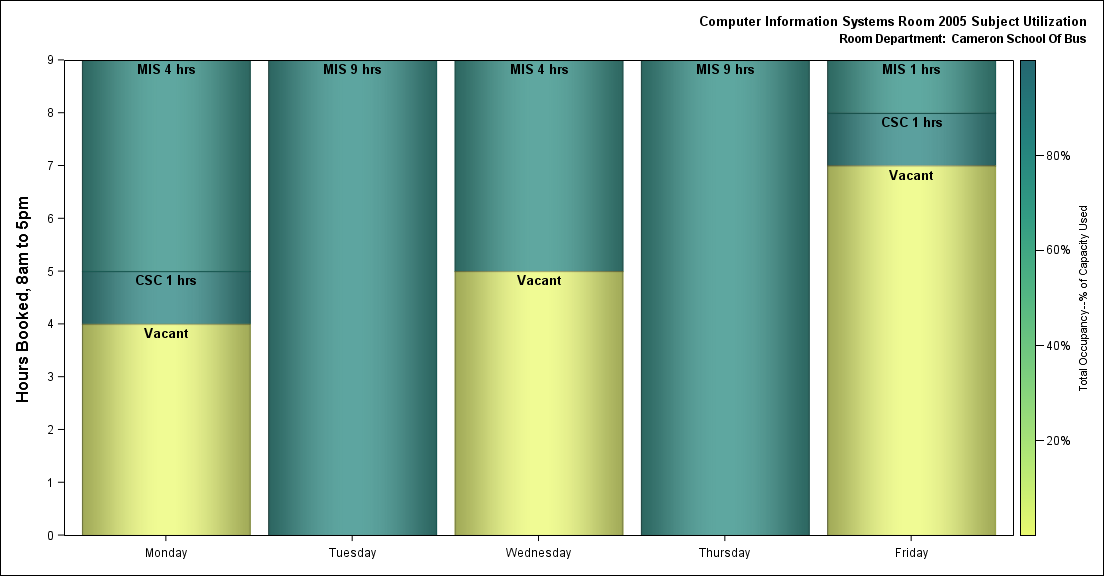 Computer Information Systems Room 2005 Subject Utilization
Room Department: Cameron School Of Bus
Hours Booked, 8am to 5pm
9
8
7
6
5
4
3
2
1
0
MIS 4 hrs
CSC 1 hrs
Vacant
MIS 9 hrs
MIS 4 hrs
Vacant
MIS 9 hrs
MIS 1 hrs
CSC 1 hrs
Vacant
Monday
Tuesday
Wednesday
Thursday
Friday
80%
60%
40%
20%
Total Occupancy--% of Capacity Used